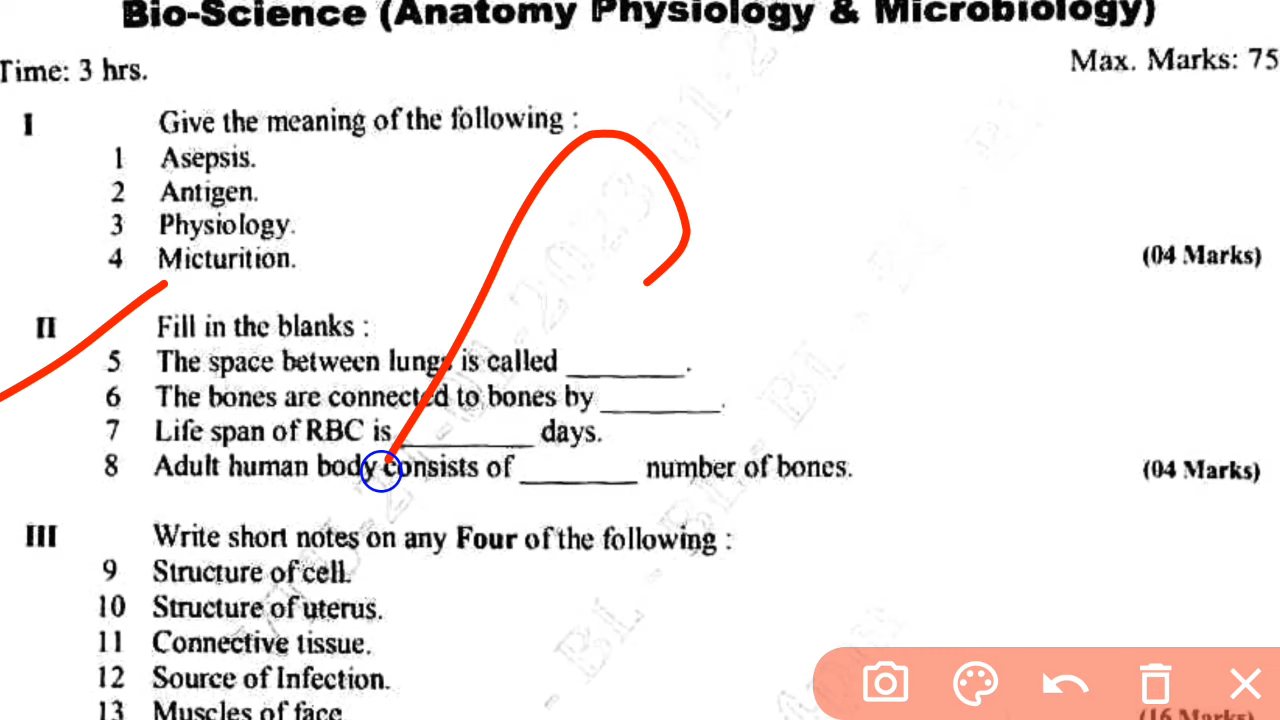 Bio-Science (Anatomy Physiology & Microbiology)
Time: 3 hrs.
Max. Marks: 75
I Give the meaning of the following :
1 Asepsis.
2 Antigen.
3 Physiology.
4 Micturition. (04 Marks)
II Fill in the blanks :
5 The space between lungs is called ________.
6 The bones are connected to bones by ________.
7 Life span of RBC is ________ days.
8 Adult human body consists of ________ number of bones. (04 Marks)
III Write short notes on any Four of the following :
9 Structure of cell.
10 Structure of uterus.
11 Connective tissue.
12 Source of Infection.
13 Muscles of face. (16 Marks)